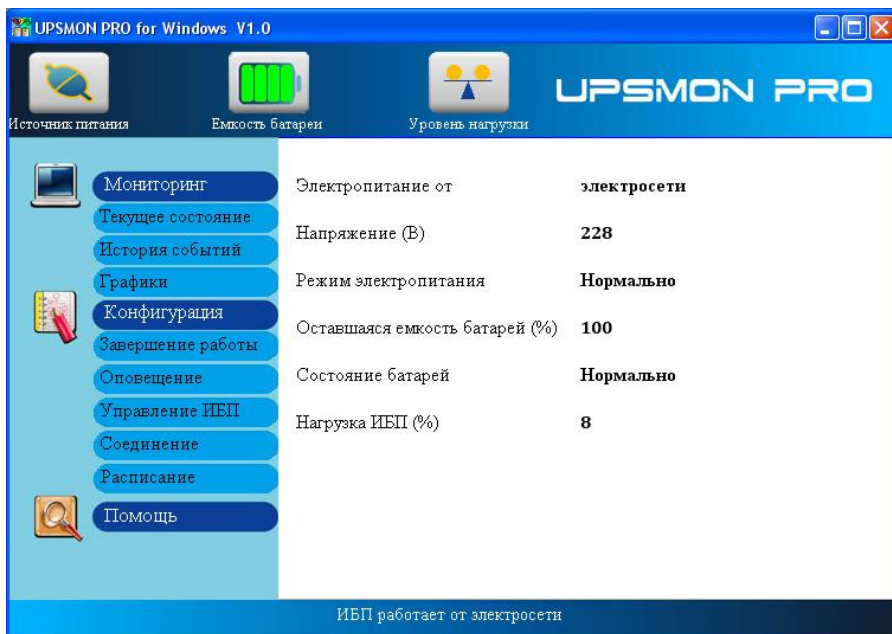 UPSMON PRO for Windows V1.0
UPSMON PRO
Источник питания
Емкость батареи
Уровень нагрузки
Мониторинг
Текущее состояние
История событий
Графики
Конфигурация
Завершение работы
Оповещение
Управление ИБП
Соединение
Расписание
Помощь
Электропитание от электросети
Напряжение (В) 228
Режим электропитания Нормально
Оставшаяся емкость батарей (%) 100
Состояние батарей Нормально
Нагрузка ИБП (%) 8
ИБП работает от электросети